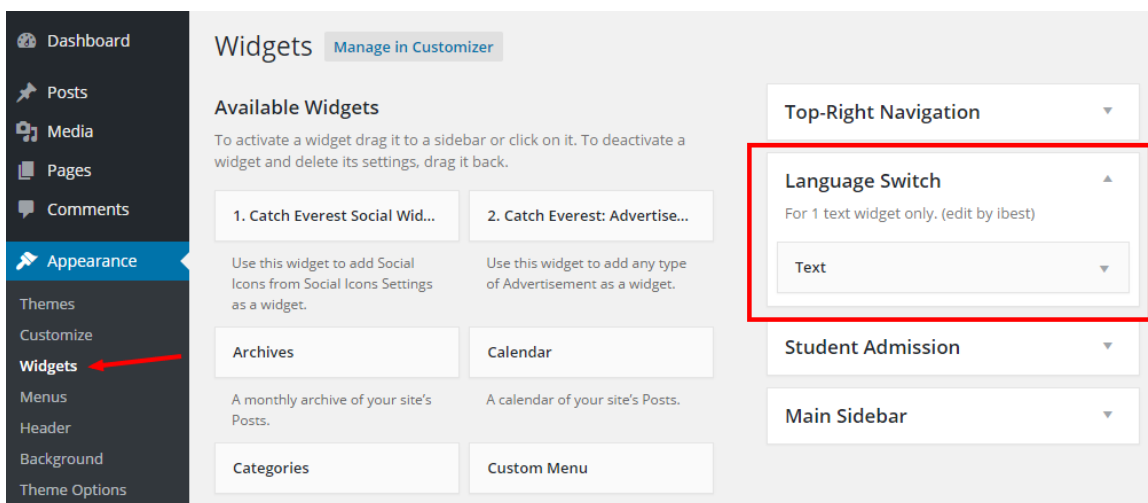 Dashboard
Posts
Media
Pages
Comments
Appearance
Themes
Customize
Widgets
Menus
Header
Background
Theme Options
Widgets
Manage in Customizer
Available Widgets
To activate a widget drag it to a sidebar or click on it. To deactivate a
widget and delete its settings, drag it back.
1. Catch Everest Social Wid...
Use this widget to add Social
Icons from Social Icons Settings
as a widget.
2. Catch Everest: Advertise...
Use this widget to add any type
of Advertisement as a widget.
Archives
A monthly archive of your site's
Posts.
Calendar
A calendar of your site's Posts.
Categories
Custom Menu
Top-Right Navigation
Language Switch
For 1 text widget only. (edit by ibest)
Text
Student Admission
Main Sidebar